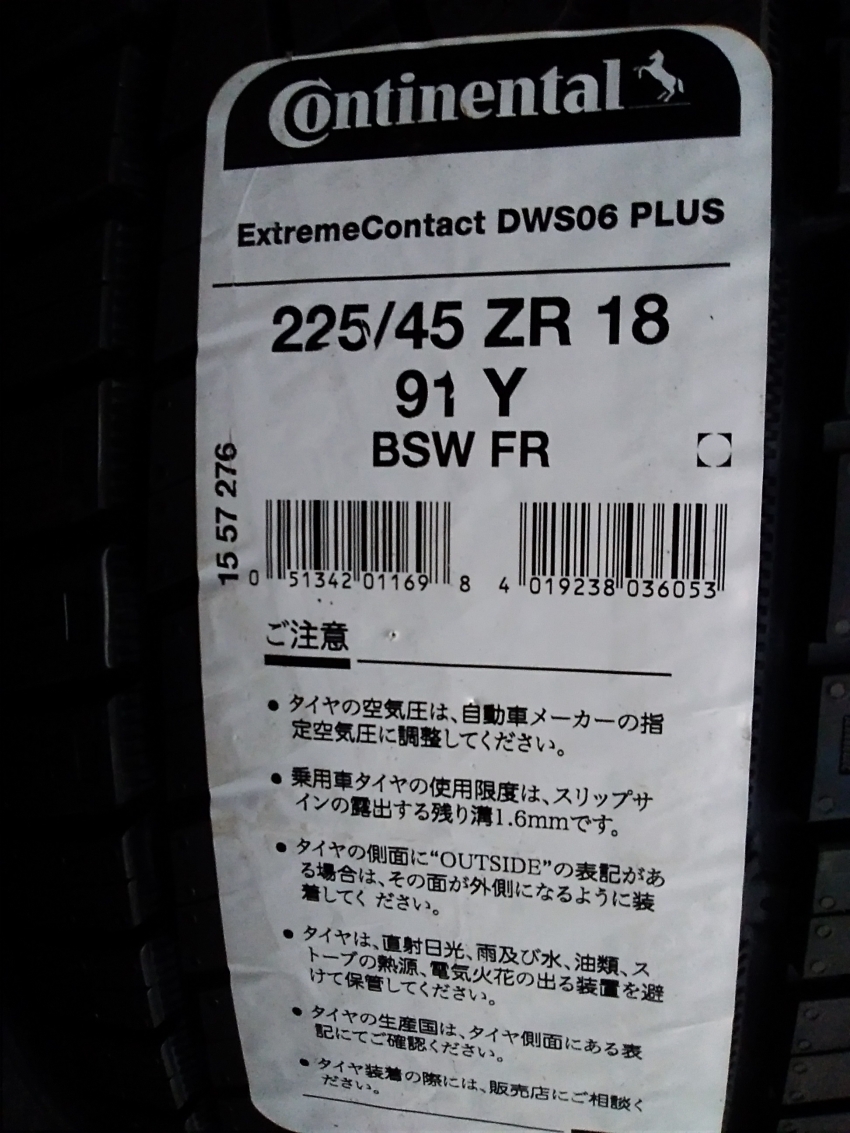 Continental
ExtremeContact DWS06 PLUS
225/45 ZR 18
91 Y
BSW FR
15 57 276
0 51342 01169 8
4 019238 036053
ご注意
● タイヤの空気圧は、自動車メーカーの指
定空気圧に調整してください。
● 乗用車タイヤの使用限度は、スリップサ
インの露出する残り溝1.6mmです。
● タイヤの側面に“OUTSIDE”の表記があ
る場合は、その面が外側になるように装
着してく ださい。
● タイヤは、直射日光、雨及び水、油類、ス
トーブの熱源、電気火花の出る装置を避
けて保管してください。
● タイヤの生産国は、タイヤ側面にある表
記にてご確認ください。
● タイヤ装着の際には、販売店にご相談く
ださい。